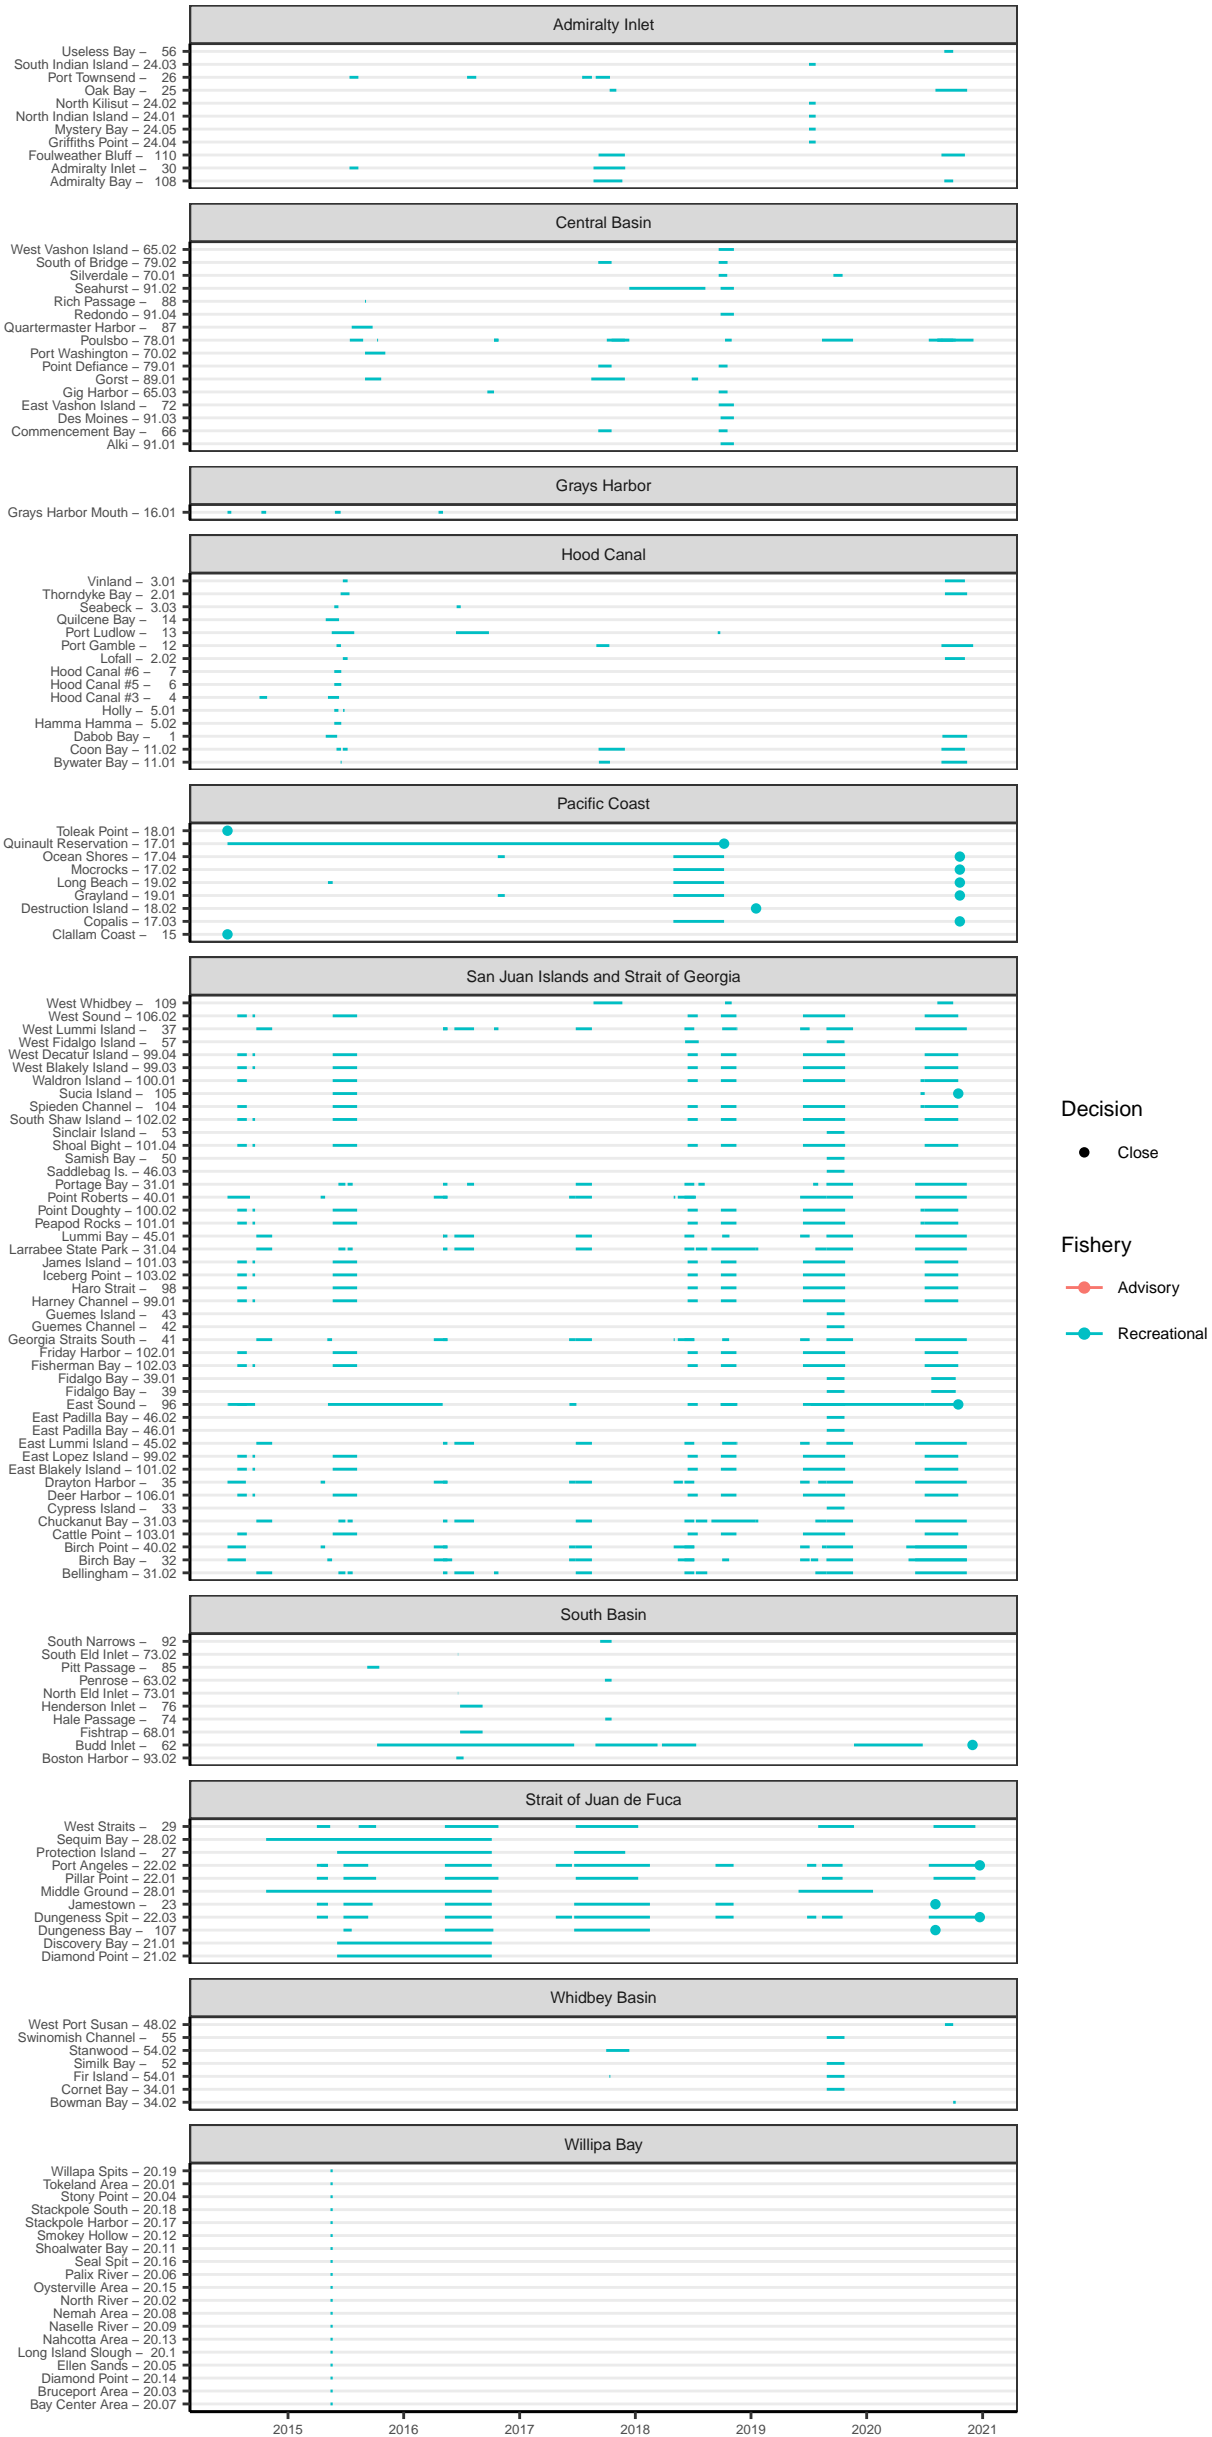 Admiralty Inlet
Useless Bay – 56
South Indian Island – 24.03
Port Townsend – 26
Oak Bay – 25
North Kilisut – 24.02
North Indian Island – 24.01
Mystery Bay – 24.05
Griffiths Point – 24.04
Foulweather Bluff – 110
Admiralty Inlet – 30
Admiralty Bay – 108
Central Basin
West Vashon Island – 65.02
South of Bridge – 79.02
Silverdale – 70.01
Seahurst – 91.02
Rich Passage – 88
Redondo – 91.04
Quartermaster Harbor – 87
Poulsbo – 78.01
Port Washington – 70.02
Point Defiance – 79.01
Gorst – 89.01
Gig Harbor – 65.03
East Vashon Island – 72
Des Moines – 91.03
Commencement Bay – 66
Alki – 91.01
Grays Harbor
Grays Harbor Mouth – 16.01
Hood Canal
Vinland – 3.01
Thorndyke Bay – 2.01
Seabeck – 3.03
Quilcene Bay – 14
Port Ludlow – 13
Port Gamble – 12
Lofall – 2.02
Hood Canal #6 – 7
Hood Canal #5 – 6
Hood Canal #3 – 4
Holly – 5.01
Hamma Hamma – 5.02
Dabob Bay – 1
Coon Bay – 11.02
Bywater Bay – 11.01
Pacific Coast
Toleak Point – 18.01
Quinault Reservation – 17.01
Ocean Shores – 17.04
Mocrocks – 17.02
Long Beach – 19.02
Grayland – 19.01
Destruction Island – 18.02
Copalis – 17.03
Clallam Coast – 15
San Juan Islands and Strait of Georgia
West Whidbey – 109
West Sound – 106.02
West Lummi Island – 37
West Fidalgo Island – 57
West Decatur Island – 99.04
West Blakely Island – 99.03
Waldron Island – 100.01
Sucia Island – 105
Spieden Channel – 104
South Shaw Island – 102.02
Sinclair Island – 53
Shoal Bight – 101.04
Samish Bay – 50
Saddlebag Is. – 46.03
Portage Bay – 31.01
Point Roberts – 40.01
Point Doughty – 100.02
Peapod Rocks – 101.01
Lummi Bay – 45.01
Larrabee State Park – 31.04
James Island – 101.03
Iceberg Point – 103.02
Haro Strait – 98
Harney Channel – 99.01
Guemes Island – 43
Guemes Channel – 42
Georgia Straits South – 41
Friday Harbor – 102.01
Fisherman Bay – 102.03
Fidalgo Bay – 39.01
Fidalgo Bay – 39
East Sound – 96
East Padilla Bay – 46.02
East Padilla Bay – 46.01
East Lummi Island – 45.02
East Lopez Island – 99.02
East Blakely Island – 101.02
Drayton Harbor – 35
Deer Harbor – 106.01
Cypress Island – 33
Chuckanut Bay – 31.03
Cattle Point – 103.01
Birch Point – 40.02
Birch Bay – 32
Bellingham – 31.02
Decision
Close
Fishery
Advisory
Recreational
South Basin
South Narrows – 92
South Eld Inlet – 73.02
Pitt Passage – 85
Penrose – 63.02
North Eld Inlet – 73.01
Henderson Inlet – 76
Hale Passage – 74
Fishtrap – 68.01
Budd Inlet – 62
Boston Harbor – 93.02
Strait of Juan de Fuca
West Straits – 29
Sequim Bay – 28.02
Protection Island – 27
Port Angeles – 22.02
Pillar Point – 22.01
Middle Ground – 28.01
Jamestown – 23
Dungeness Spit – 22.03
Dungeness Bay – 107
Discovery Bay – 21.01
Diamond Point – 21.02
Whidbey Basin
West Port Susan – 48.02
Swinomish Channel – 55
Stanwood – 54.02
Similk Bay – 52
Fir Island – 54.01
Cornet Bay – 34.01
Bowman Bay – 34.02
Willipa Bay
Willapa Spits – 20.19
Tokeland Area – 20.01
Stony Point – 20.04
Stackpole South – 20.18
Stackpole Harbor – 20.17
Smokey Hollow – 20.12
Shoalwater Bay – 20.11
Seal Spit – 20.16
Palix River – 20.06
Oysterville Area – 20.15
North River – 20.02
Nemah Area – 20.08
Naselle River – 20.09
Nahcotta Area – 20.13
Long Island Slough – 20.1
Ellen Sands – 20.05
Diamond Point – 20.14
Bruceport Area – 20.03
Bay Center Area – 20.07
2015 2016 2017 2018 2019 2020 2021